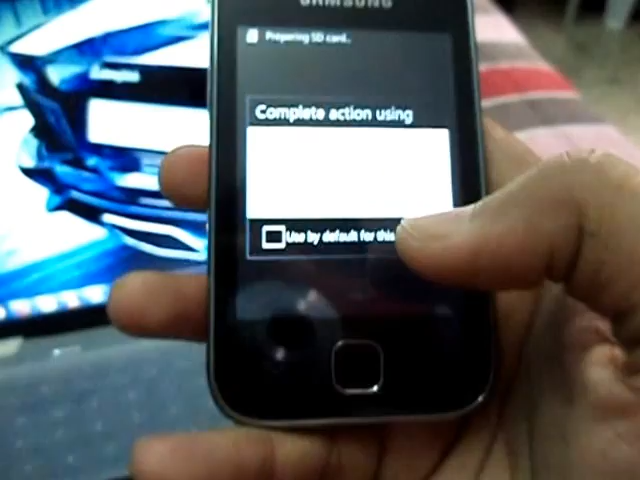 SAMSUNG
Preparing SD card..
Complete action using
Use by default for this